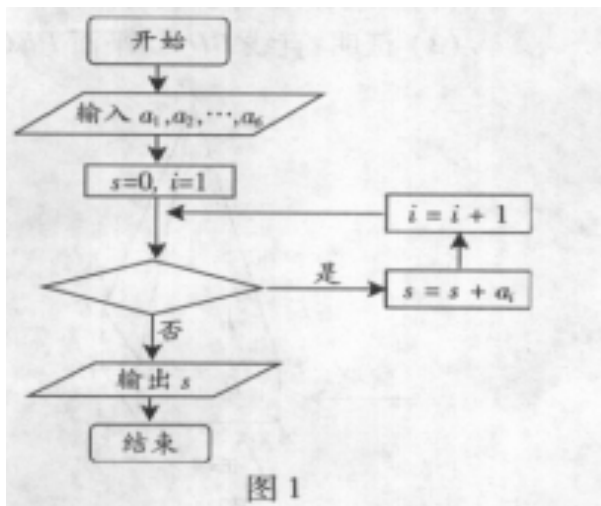 开始
输入 a₁,a₂,…,a₆
s=0, i=1
i = i + 1
是
s = s + aᵢ
否
输出 s
结束
图 1